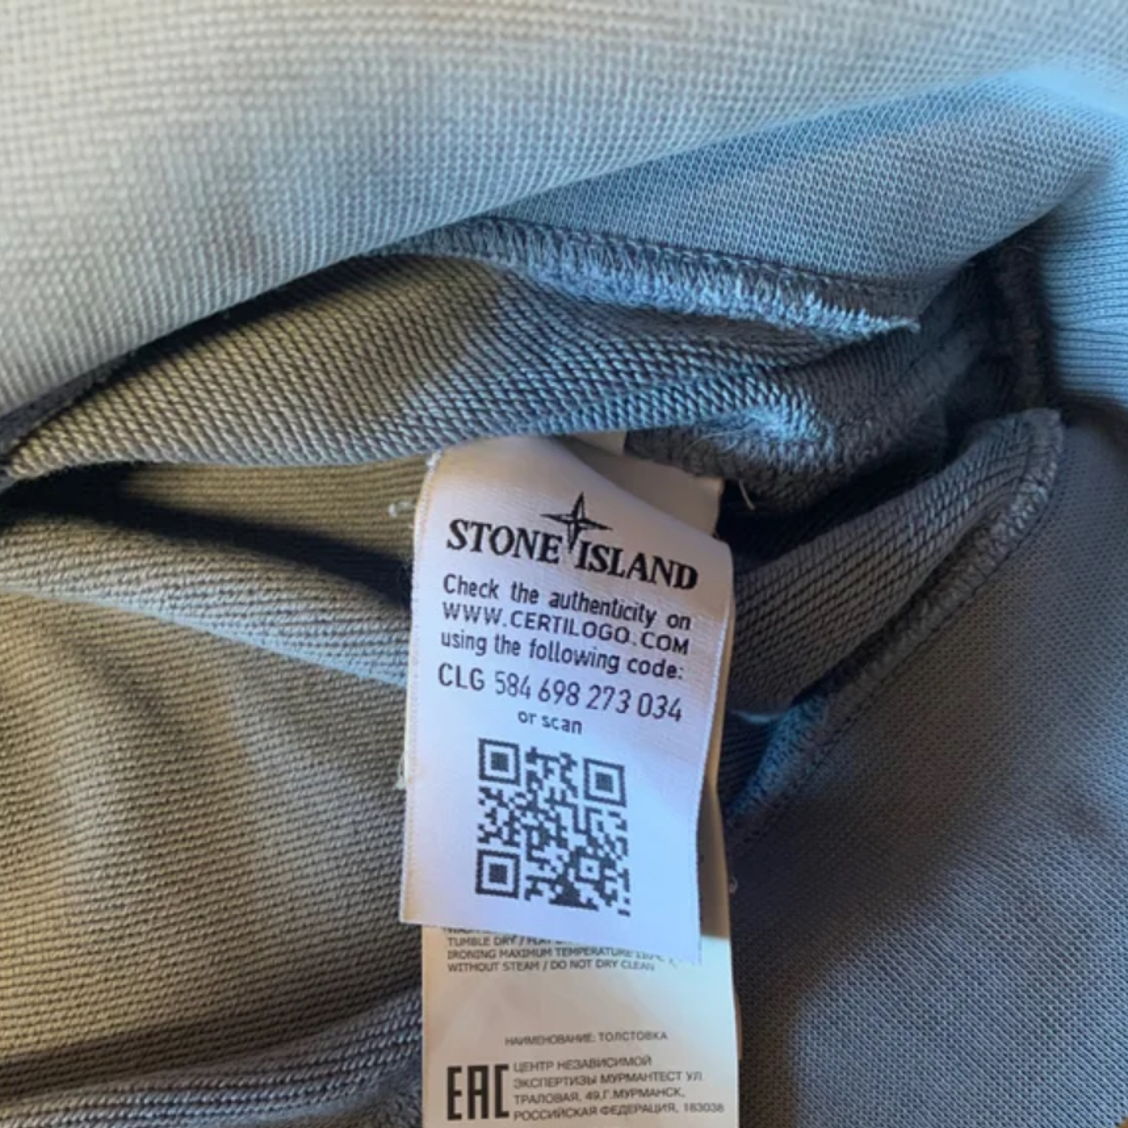 STONE ISLAND
Check the authenticity on
WWW.CERTILOGO.COM
using the following code:
CLG 584 698 273 034
or scan
TUMBLE DRY / FLAT
IRONING MAXIMUM TEMPERATURE
WITHOUT STEAM / DO NOT DRY CLEAN
НАИМЕНОВАНИЕ: ТОЛСТОВКА
EAC
ЦЕНТР НЕЗАВИСИМОЙ
ЭКСПЕРТИЗЫ МУРМАНТЕСТ УЛ.
ТРАЛОВАЯ, 49,Г.МУРМАНСК,
РОССИЙСКАЯ ФЕДЕРАЦИЯ, 183038